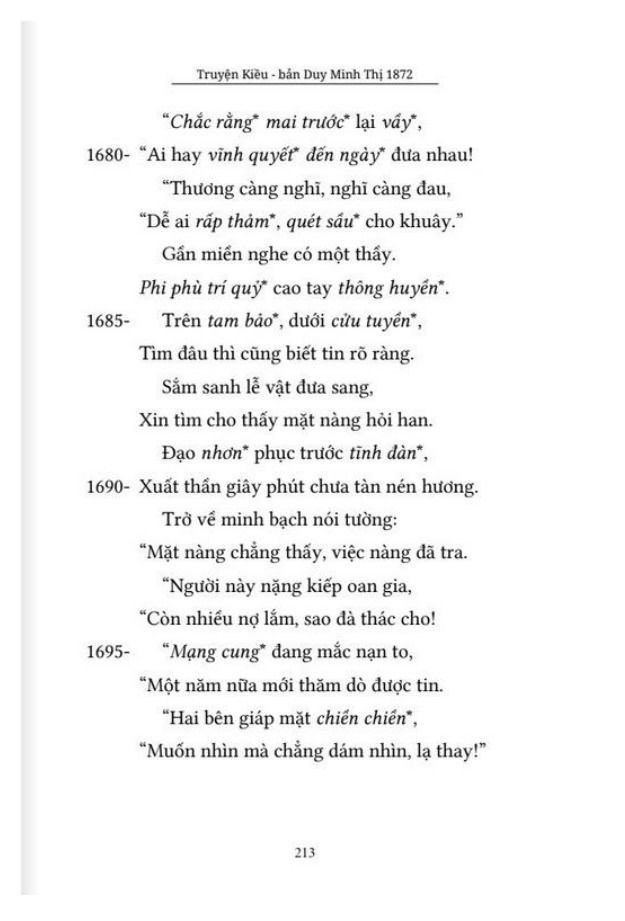 Truyện Kiều - bản Duy Minh Thị 1872
“Chắc rằng* mai trước* lại vầy*,
1680- “Ai hay vĩnh quyết* đến ngày* đưa nhau!
“Thương càng nghĩ, nghĩ càng đau,
“Dễ ai rấp thảm*, quét sầu* cho khuây.”
Gần miền nghe có một thầy.
Phi phù trí quỷ* cao tay thông huyền*.
1685- Trên tam bảo*, dưới cửu tuyền*,
Tìm đâu thì cũng biết tin rõ ràng.
Sắm sanh lễ vật đưa sang,
Xin tìm cho thấy mặt nàng hỏi han.
Đạo nhơn* phục trước tĩnh đàn*,
1690- Xuất thần giây phút chưa tàn nén hương.
Trở về minh bạch nói tường:
“Mặt nàng chẳng thấy, việc nàng đã tra.
“Người này nặng kiếp oan gia,
“Còn nhiều nợ lắm, sao đà thác cho!
1695- “Mạng cung* đang mắc nạn to,
“Một năm nữa mới thăm dò được tin.
“Hai bên giáp mặt chiền chiền*,
“Muốn nhìn mà chẳng dám nhìn, lạ thay!”
213